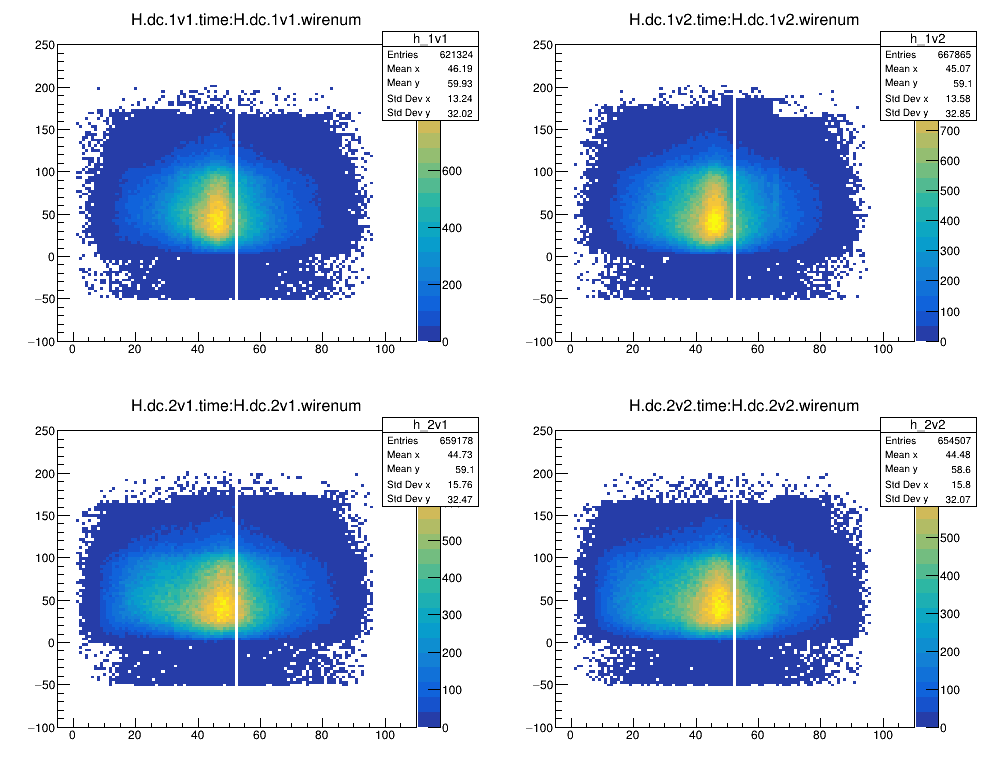 H.dc.1v1.time:H.dc.1v1.wirenum
h_1v1
Entries 621324
Mean x 46.19
Mean y 59.93
Std Dev x 13.24
Std Dev y 32.02
250
200
150
100
50
0
−50
−100
0 20 40 60 80 100
600
400
200
0
H.dc.1v2.time:H.dc.1v2.wirenum
h_1v2
Entries 667865
Mean x 45.07
Mean y 59.1
Std Dev x 13.58
Std Dev y 32.85
250
200
150
100
50
0
−50
−100
0 20 40 60 80 100
700
600
500
400
300
200
100
0
H.dc.2v1.time:H.dc.2v1.wirenum
h_2v1
Entries 659178
Mean x 44.73
Mean y 59.1
Std Dev x 15.76
Std Dev y 32.47
250
200
150
100
50
0
−50
−100
0 20 40 60 80 100
500
400
300
200
100
0
H.dc.2v2.time:H.dc.2v2.wirenum
h_2v2
Entries 654507
Mean x 44.48
Mean y 58.6
Std Dev x 15.8
Std Dev y 32.07
250
200
150
100
50
0
−50
−100
0 20 40 60 80 100
500
400
300
200
100
0